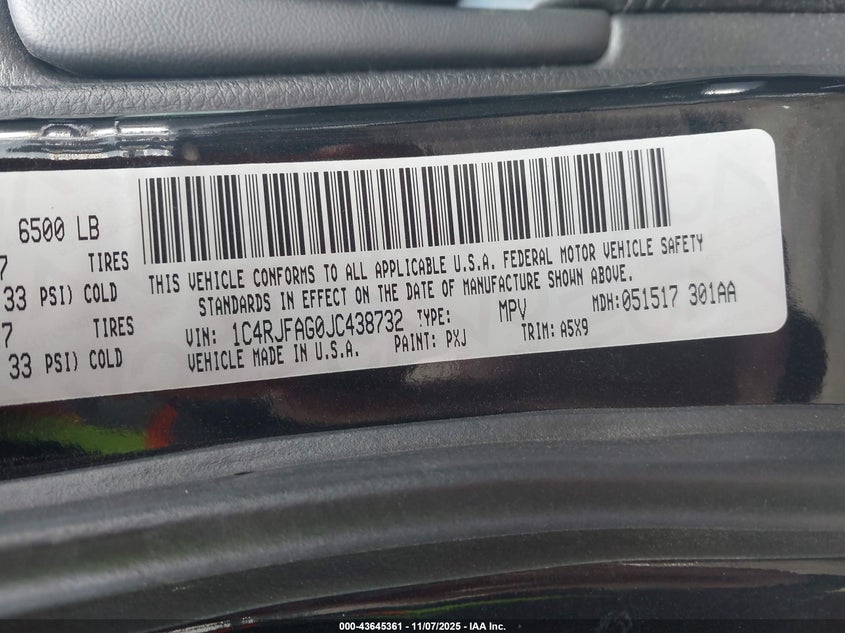 6500 LB
7 TIRES
33 PSI) COLD
7 TIRES
33 PSI) COLD
THIS VEHICLE CONFORMS TO ALL APPLICABLE U.S.A. FEDERAL MOTOR VEHICLE SAFETY
STANDARDS IN EFFECT ON THE DATE OF MANUFACTURE SHOWN ABOVE.
VIN: 1C4RJFAG0JC438732 TYPE: MPV MDH:051517 301AA
VEHICLE MADE IN U.S.A. PAINT: PXJ TRIM: A5X9
000-43645361 - 11/07/2025 - IAA Inc.